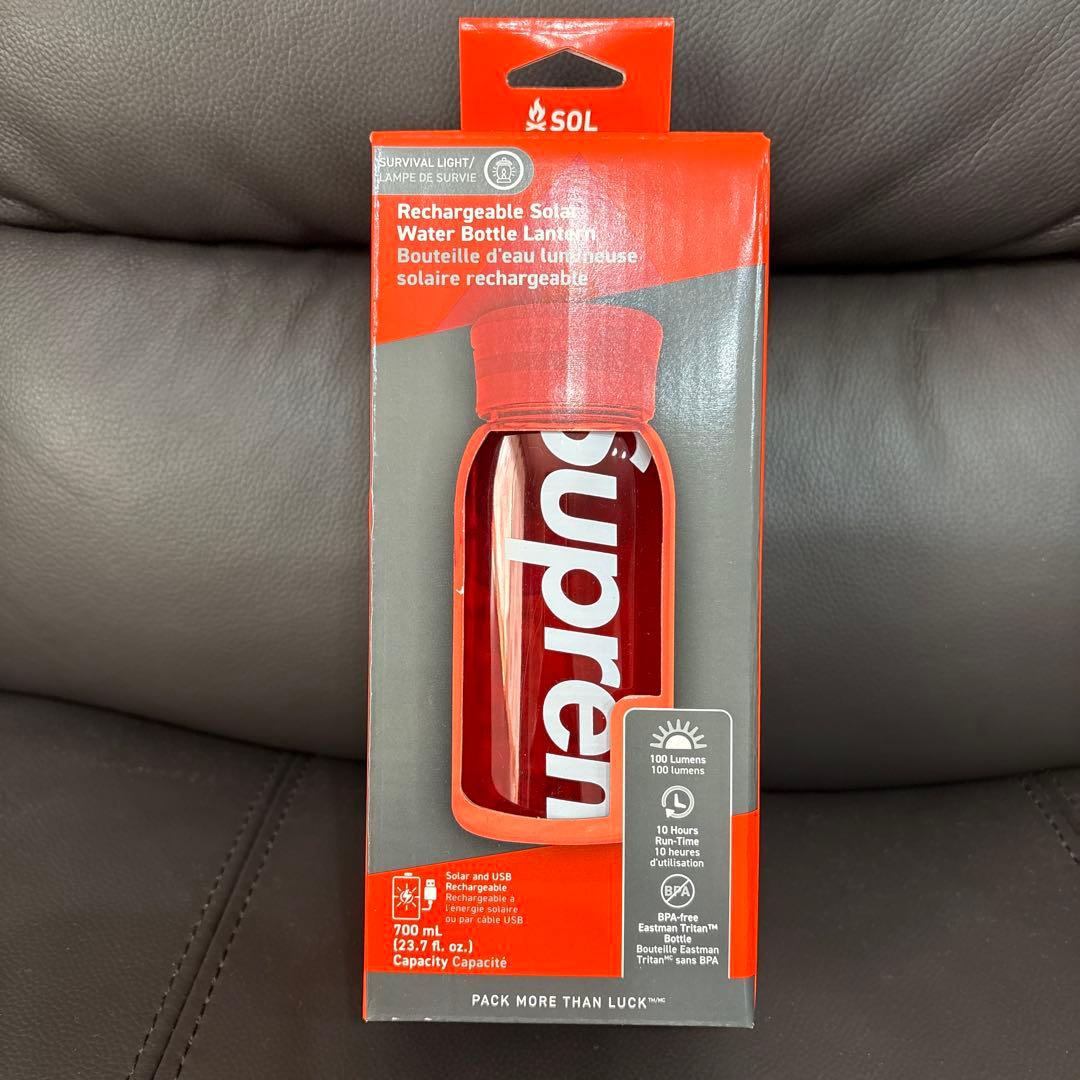 SOL
SURVIVAL LIGHT/
LAMPE DE SURVIE
Rechargeable Solar
Water Bottle Lantern
Bouteille d'eau lumineuse
solaire rechargeable
Suprem
100 Lumens
100 lumens
10 Hours
Run-Time
10 heures
d'utilisation
BPA
BPA-free
Eastman Tritan™
Bottle
Bouteille Eastman
Tritanᴹᶜ sans BPA
Solar and USB
Rechargeable
Rechargeable à
l'énergie solaire
ou par câble USB
700 mL
(23.7 fl. oz.)
Capacity Capacité
PACK MORE THAN LUCK™/MC